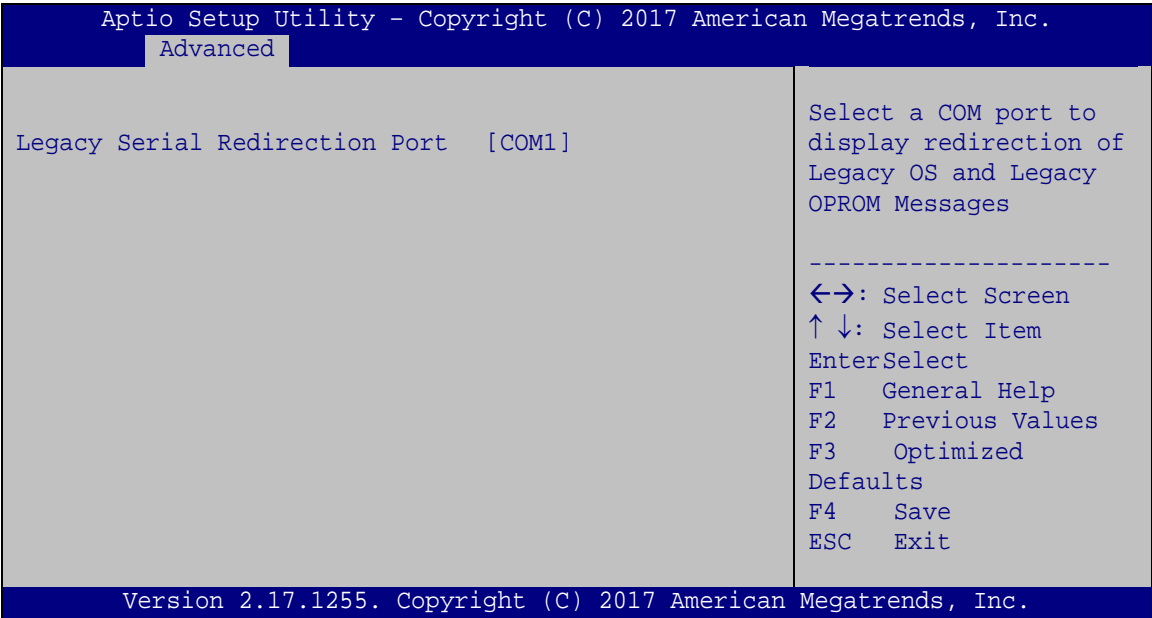 Aptio Setup Utility – Copyright (C) 2017 American Megatrends, Inc.
Advanced
Legacy Serial Redirection Port [COM1]
Select a COM port to
display redirection of
Legacy OS and Legacy
OPROM Messages
---------------------
←→: Select Screen
↑ ↓: Select Item
EnterSelect
F1 General Help
F2 Previous Values
F3 Optimized
Defaults
F4 Save
ESC Exit
Version 2.17.1255. Copyright (C) 2017 American Megatrends, Inc.